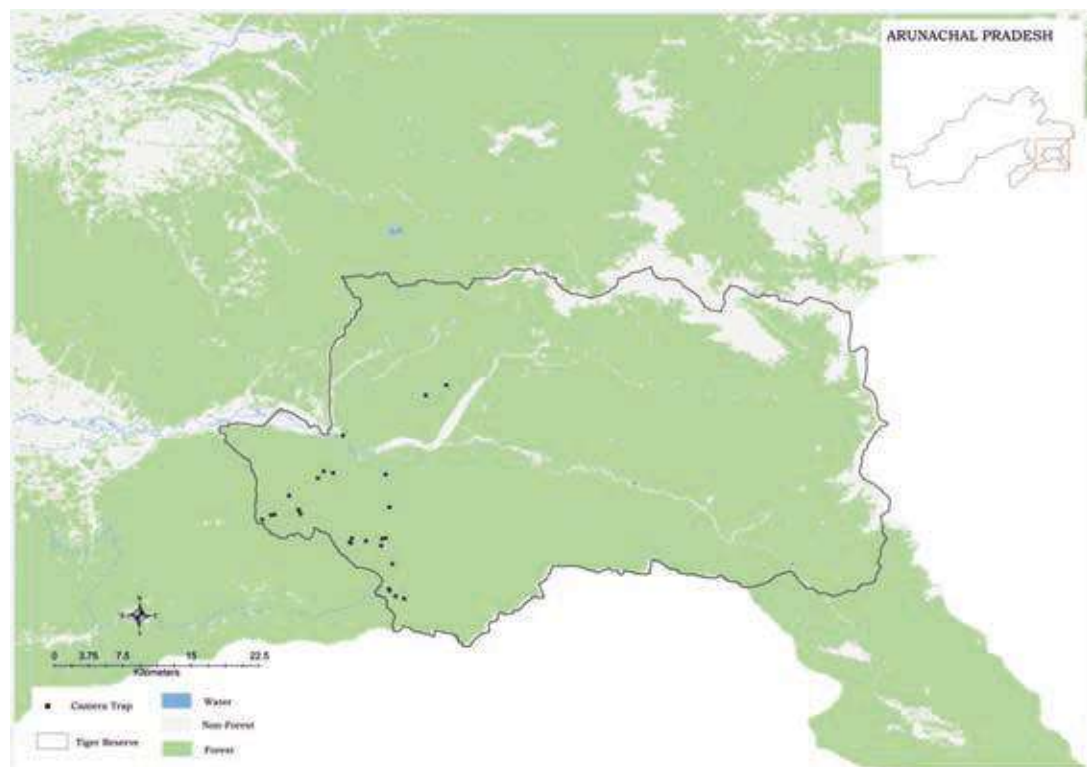 ARUNACHAL PRADESH
0 3.75 7.5 15 22.5
Kilometers
Camera Trap
Tiger Reserve
Water
Non-Forest
Forest